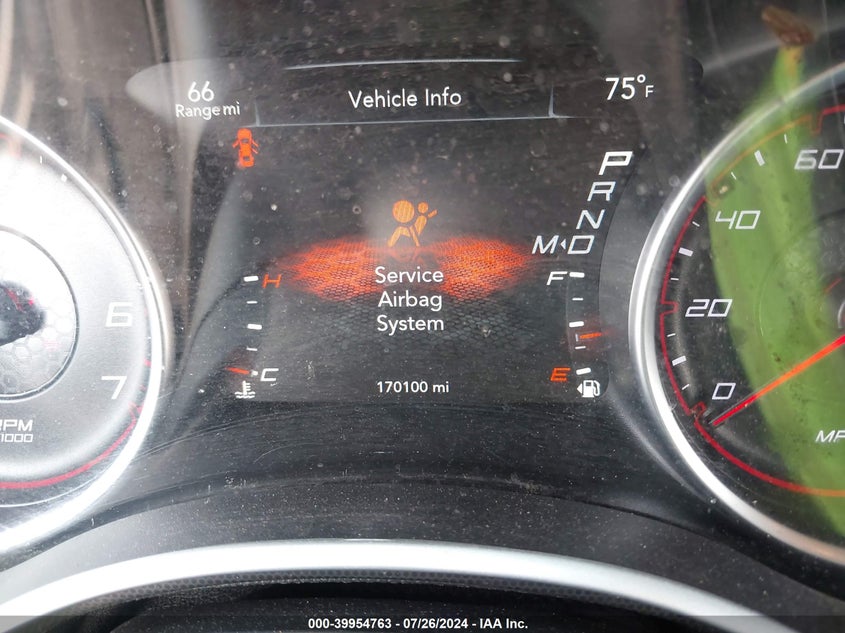 66
Range mi
Vehicle Info
75°F
P
R
N
M◂D
H
F
Service
Airbag
System
C
E
170100 mi
6
7
RPM
60
40
20
0
000-39954763 - 07/26/2024 - IAA Inc.